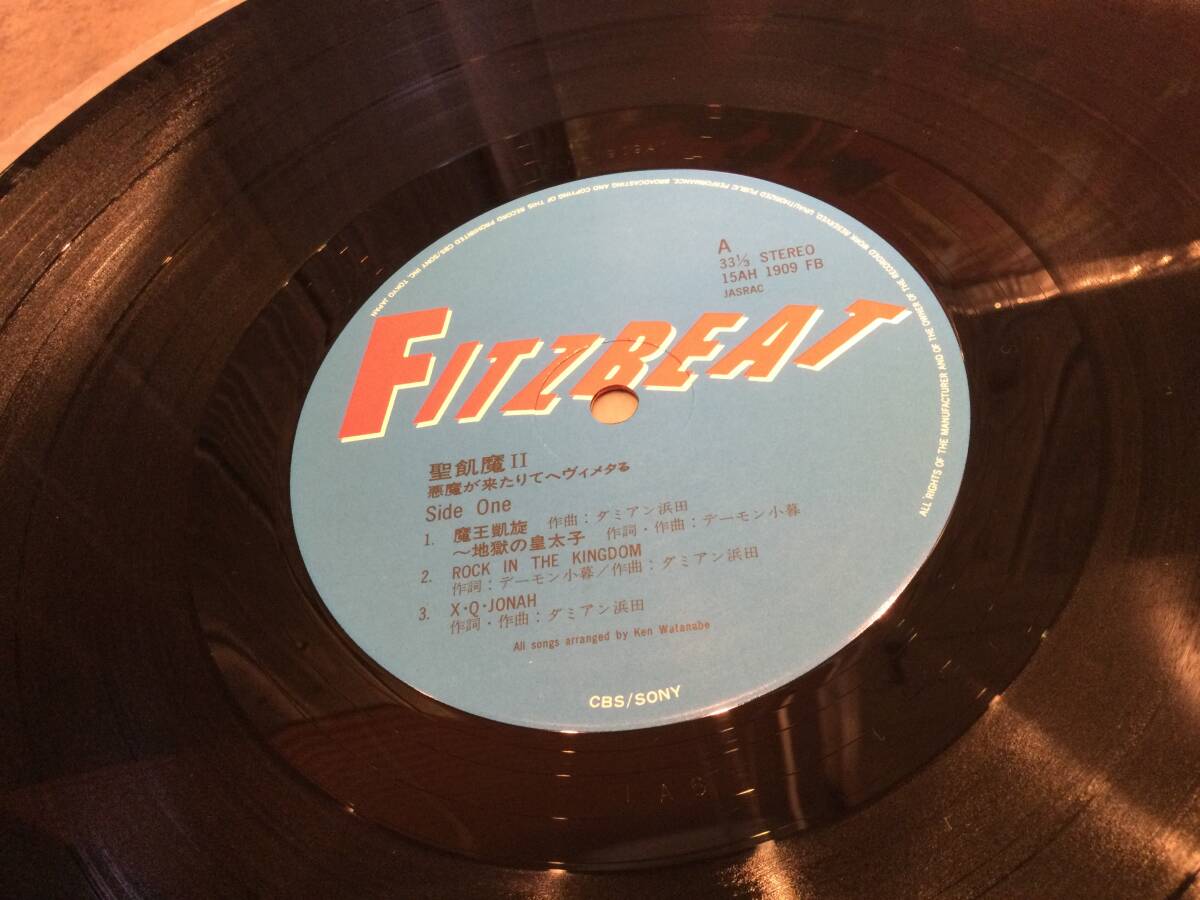 ALL RIGHTS OF THE MANUFACTURER AND OF THE OWNER OF THE RECORDED WORK RESERVED. UNAUTHORIZED PUBLIC PERFORMANCE, BROADCASTING AND COPYING OF THIS RECORD PROHIBITED CBS/SONY INC. TOKYO JAPAN
A
33⅓ STEREO
15AH 1909 FB
JASRAC
FITZBEAT
聖飢魔II
悪魔が来たりてヘヴィメタる
Side One
1. 魔王凱旋 作曲:ダミアン浜田
〜地獄の皇太子 作詞・作曲:デーモン小暮
2. ROCK IN THE KINGDOM
作詞:デーモン小暮/作曲:ダミアン浜田
3. X・Q・JONAH
作詞・作曲:ダミアン浜田
All songs arranged by Ken Watanabe
CBS/SONY